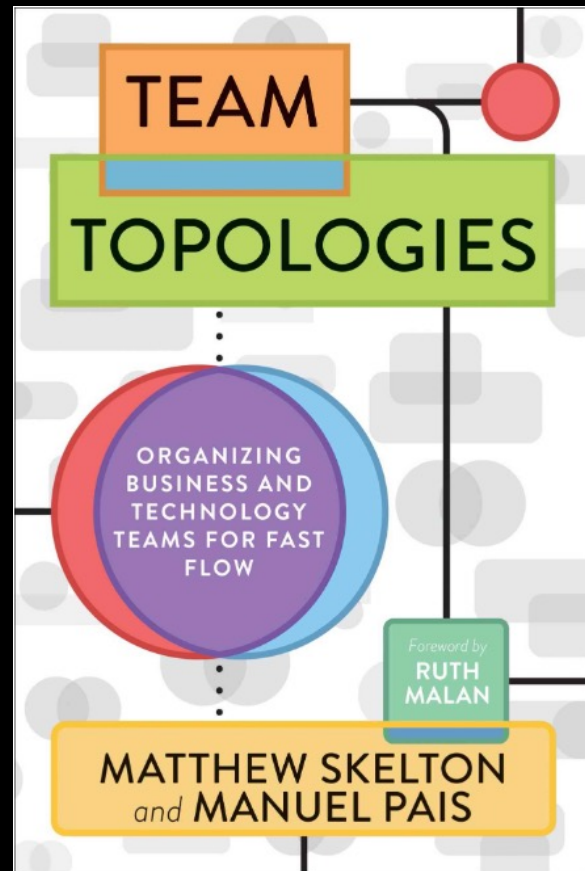 TEAM
TOPOLOGIES
ORGANIZING
BUSINESS AND
TECHNOLOGY
TEAMS FOR FAST
FLOW
Foreword by
RUTH
MALAN
MATTHEW SKELTON
and MANUEL PAIS